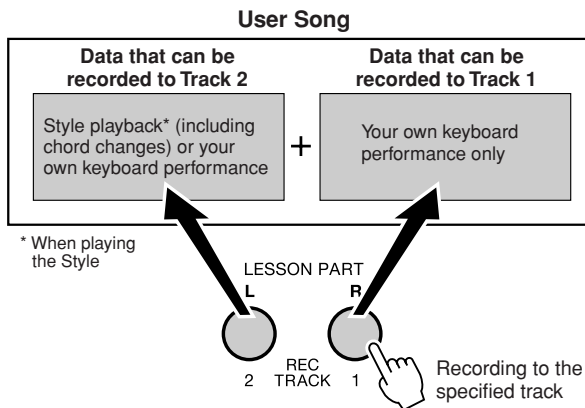 User Song
Data that can be
recorded to Track 2
Style playback* (including
chord changes) or your
own keyboard performance
+
Data that can be
recorded to Track 1
Your own keyboard
performance only
* When playing
the Style
LESSON PART
L R
REC
TRACK
2 1
Recording to the
specified track